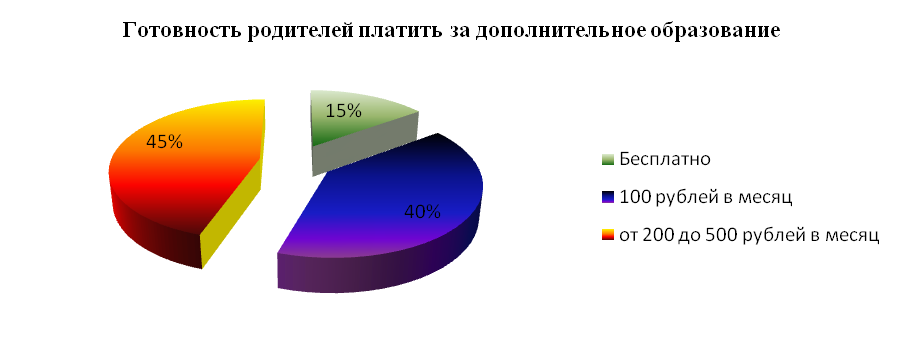 Готовность родителей платить за дополнительное образование
15%
45%
40%
Бесплатно
100 рублей в месяц
от 200 до 500 рублей в месяц